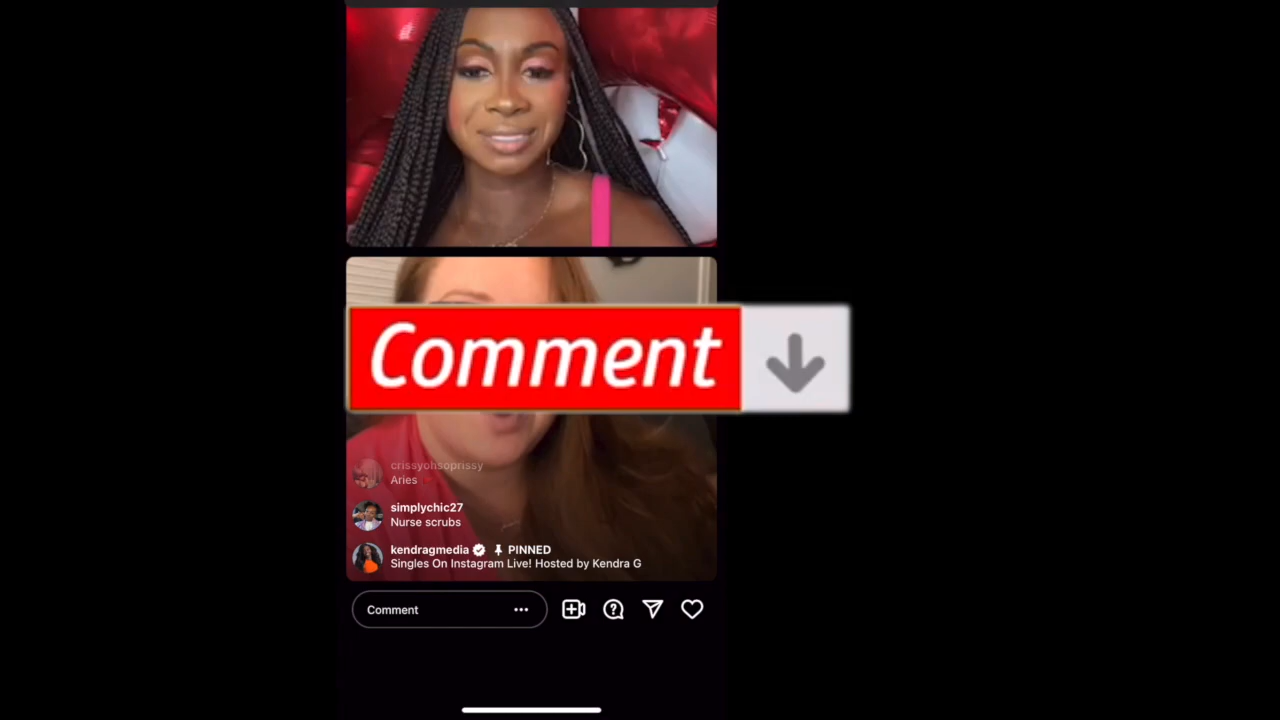 Comment
crissyohsoprissy
Aries
simplychic27
Nurse scrubs
kendragmedia PINNED
Singles On Instagram Live! Hosted by Kendra G
Comment